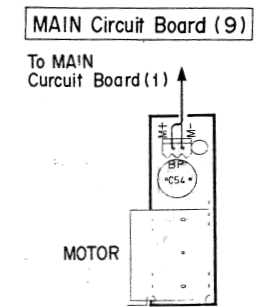 MAIN Circuit Board (9)
To MAIN
Curcuit Board (1)
M+
M-
BP
C54
MOTOR